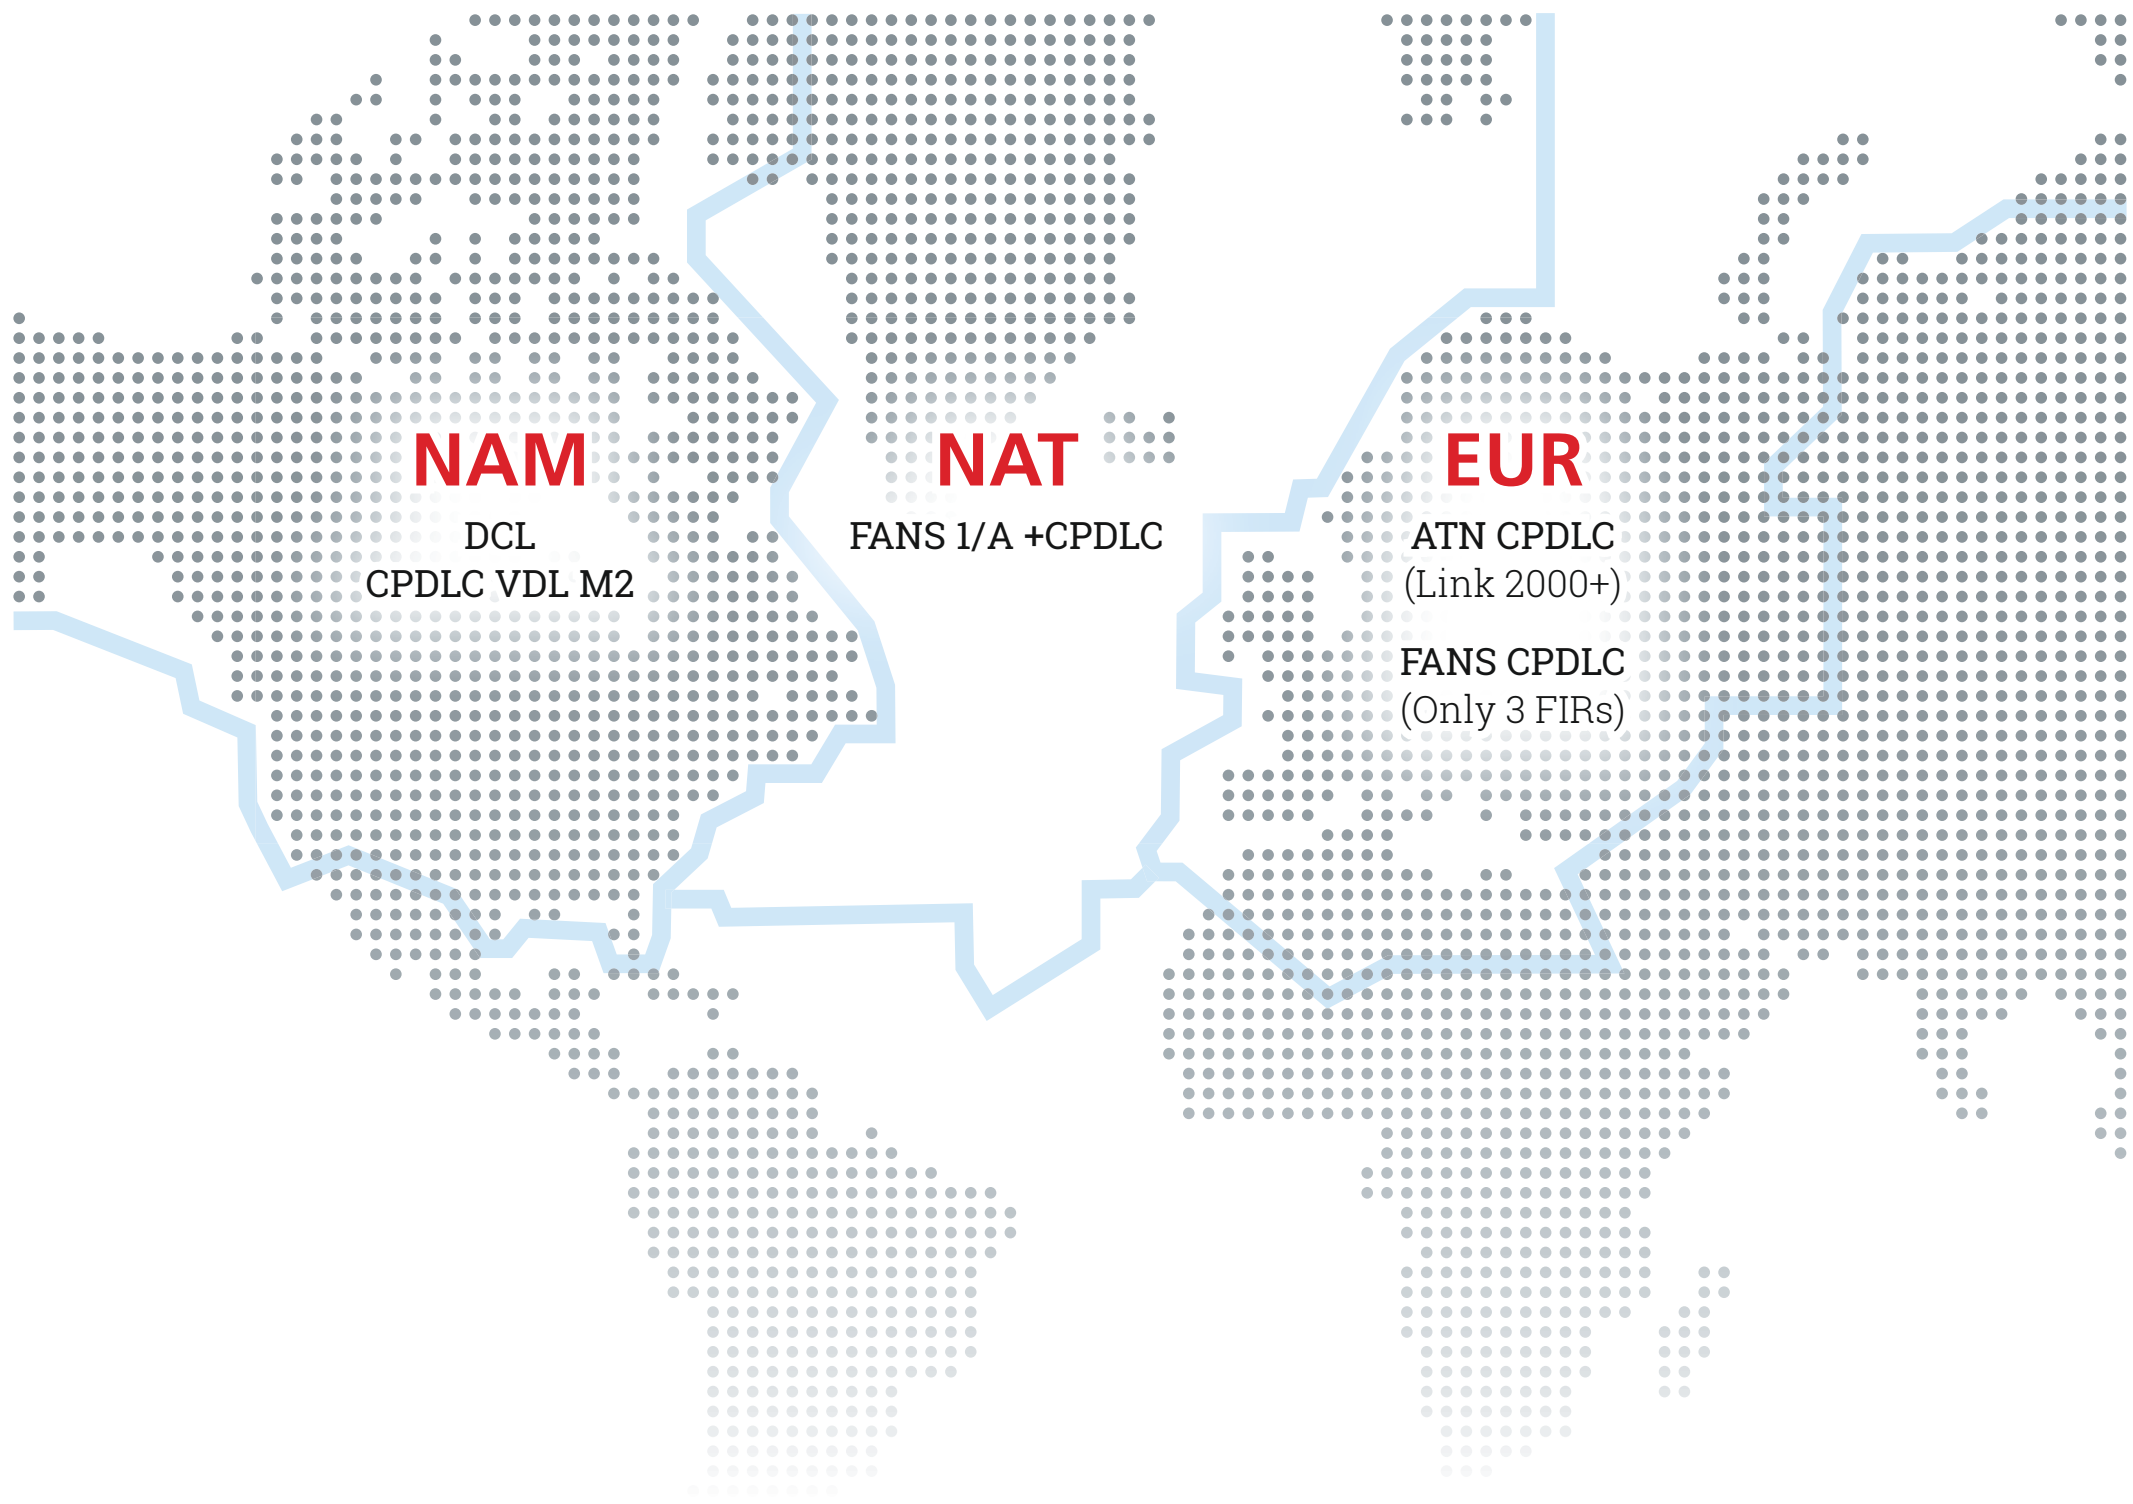 NAM
DCL
CPDLC VDL M2
NAT
FANS 1/A +CPDLC
EUR
ATN CPDLC
(Link 2000+)
FANS CPDLC
(Only 3 FIRs)